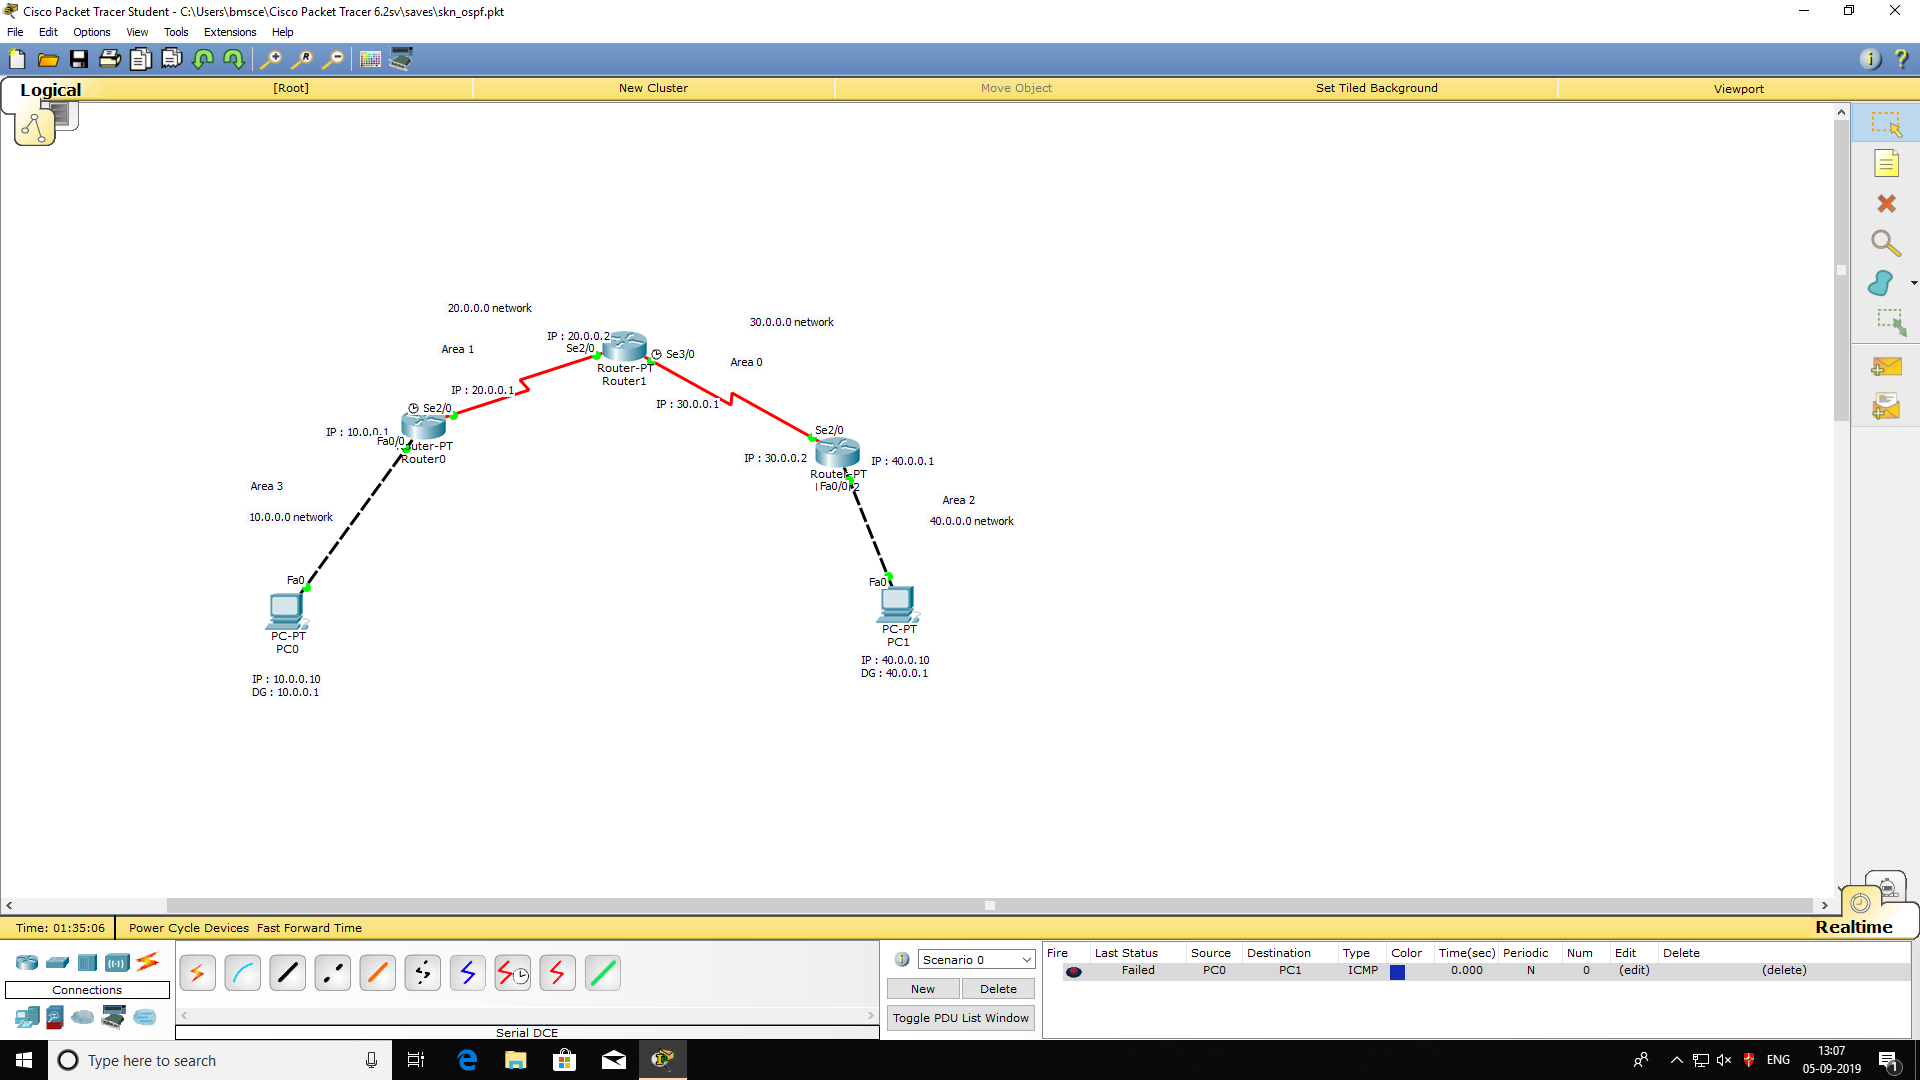 Cisco Packet Tracer Student - C:\Users\bmsce\Cisco Packet Tracer 6.2sv\saves\skn_ospf.pkt
File Edit Options View Tools Extensions Help
Logical [Root] New Cluster Move Object Set Tiled Background Viewport
20.0.0.0 network
30.0.0.0 network
IP : 20.0.0.2
Se2/0
Area 1
Se3/0
Area 0
Router-PT
Router1
IP : 20.0.0.1
IP : 30.0.0.1
Se2/0
IP : 10.0.0.1
Fa0/0
uter-PT
Router0
Se2/0
IP : 30.0.0.2
IP : 40.0.0.1
Router-PT
Fa0/0
2
Area 3
10.0.0.0 network
Area 2
40.0.0.0 network
Fa0
PC-PT
PC0
IP : 10.0.0.10
DG : 10.0.0.1
Fa0
PC-PT
PC1
IP : 40.0.0.10
DG : 40.0.0.1
Time: 01:35:06 Power Cycle Devices Fast Forward Time
Realtime
Connections
Serial DCE
Scenario 0
New Delete
Toggle PDU List Window
Fire Last Status Source Destination Type Color Time(sec) Periodic Num Edit Delete
Failed PC0 PC1 ICMP 0.000 N 0 (edit) (delete)
Type here to search
ENG
13:07
05-09-2019
1